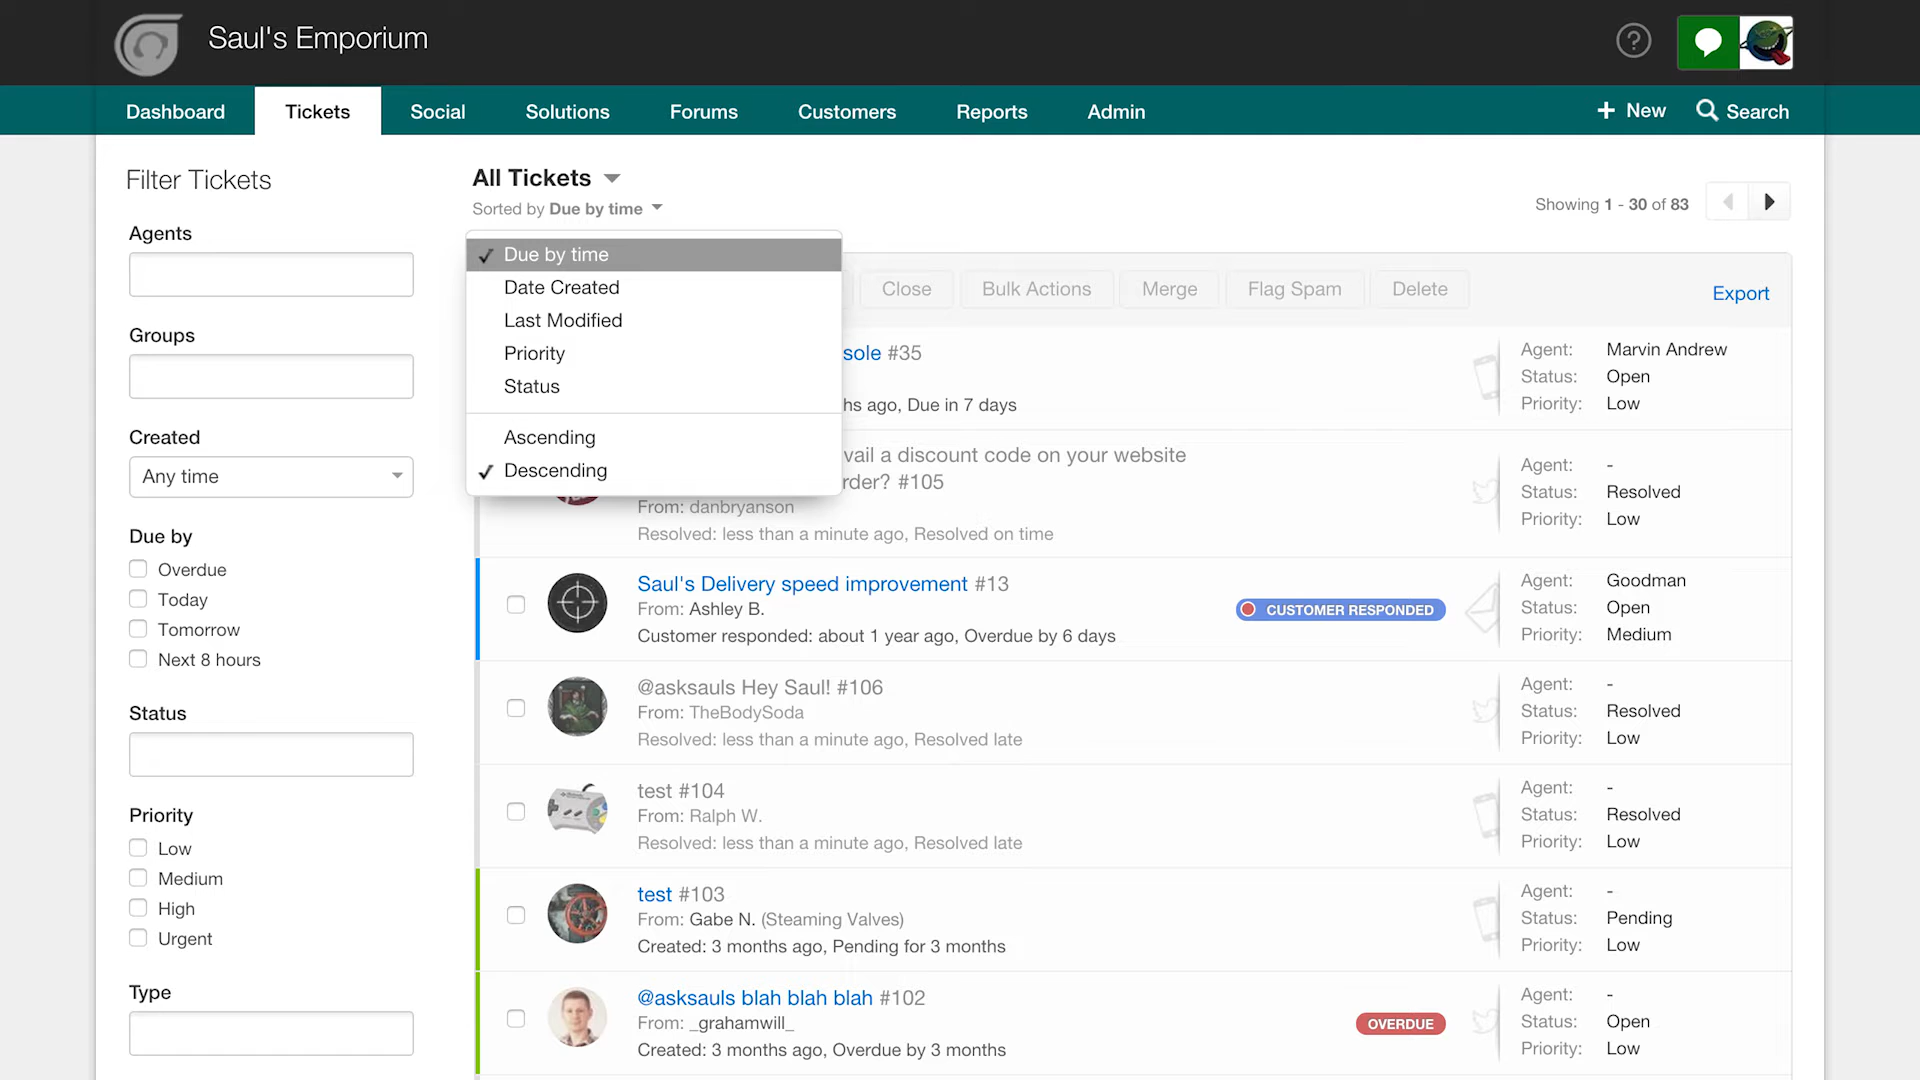 Saul's Emporium
?
Dashboard Tickets Social Solutions Forums Customers Reports Admin + New Search
Filter Tickets
Agents
Groups
Created
Any time
Due by
Overdue
Today
Tomorrow
Next 8 hours
Status
Priority
Low
Medium
High
Urgent
Type
All Tickets
Sorted by Due by time
Showing 1 - 30 of 83
Due by time
Date Created
Last Modified
Priority
Status
Ascending
Descending
Close Bulk Actions Merge Flag Spam Delete Export
sole #35
hs ago, Due in 7 days
Agent: Marvin Andrew
Status: Open
Priority: Low
vail a discount code on your website
rder? #105
From: danbryanson
Resolved: less than a minute ago, Resolved on time
Agent: -
Status: Resolved
Priority: Low
Saul's Delivery speed improvement #13
From: Ashley B.
Customer responded: about 1 year ago, Overdue by 6 days
CUSTOMER RESPONDED
Agent: Goodman
Status: Open
Priority: Medium
@asksauls Hey Saul! #106
From: TheBodySoda
Resolved: less than a minute ago, Resolved late
Agent: -
Status: Resolved
Priority: Low
test #104
From: Ralph W.
Resolved: less than a minute ago, Resolved late
Agent: -
Status: Resolved
Priority: Low
test #103
From: Gabe N. (Steaming Valves)
Created: 3 months ago, Pending for 3 months
Agent: -
Status: Pending
Priority: Low
@asksauls blah blah blah #102
From: _grahamwill_
Created: 3 months ago, Overdue by 3 months
OVERDUE
Agent: -
Status: Open
Priority: Low